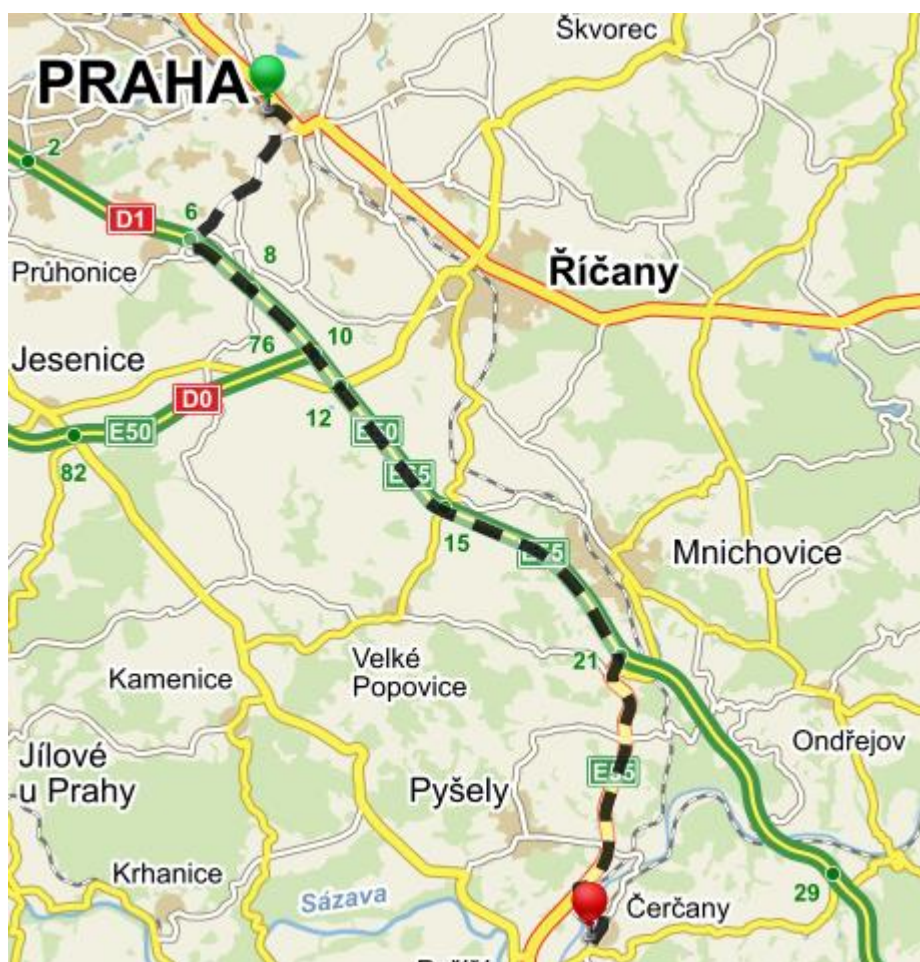 Škvorec
PRAHA
2
6
D1
8
Průhonice
Říčany
10
76
Jesenice
D0
12
E50
E50
82
E65
15
E55
Mnichovice
21
Velké
Popovice
Kamenice
Ondřejov
Jílové
u Prahy
E55
Pyšely
Krhanice
29
Sázava
Čerčany